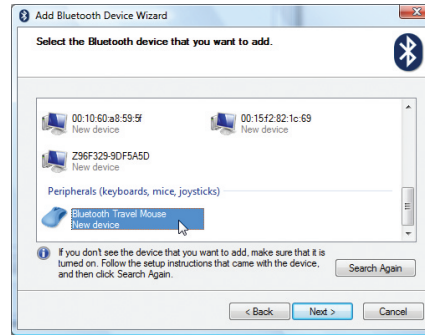 Add Bluetooth Device Wizard
Select the Bluetooth device that you want to add.
00:10:60:a8:59:5f
New device
00:15:f2:82:1c:69
New device
Z96F329-9DF5A5D
New device
Peripherals (keyboards, mice, joysticks)
Bluetooth Travel Mouse
New device
If you don't see the device that you want to add, make sure that it is
turned on. Follow the setup instructions that came with the device,
and then click Search Again.
Search Again
< Back
Next >
Cancel